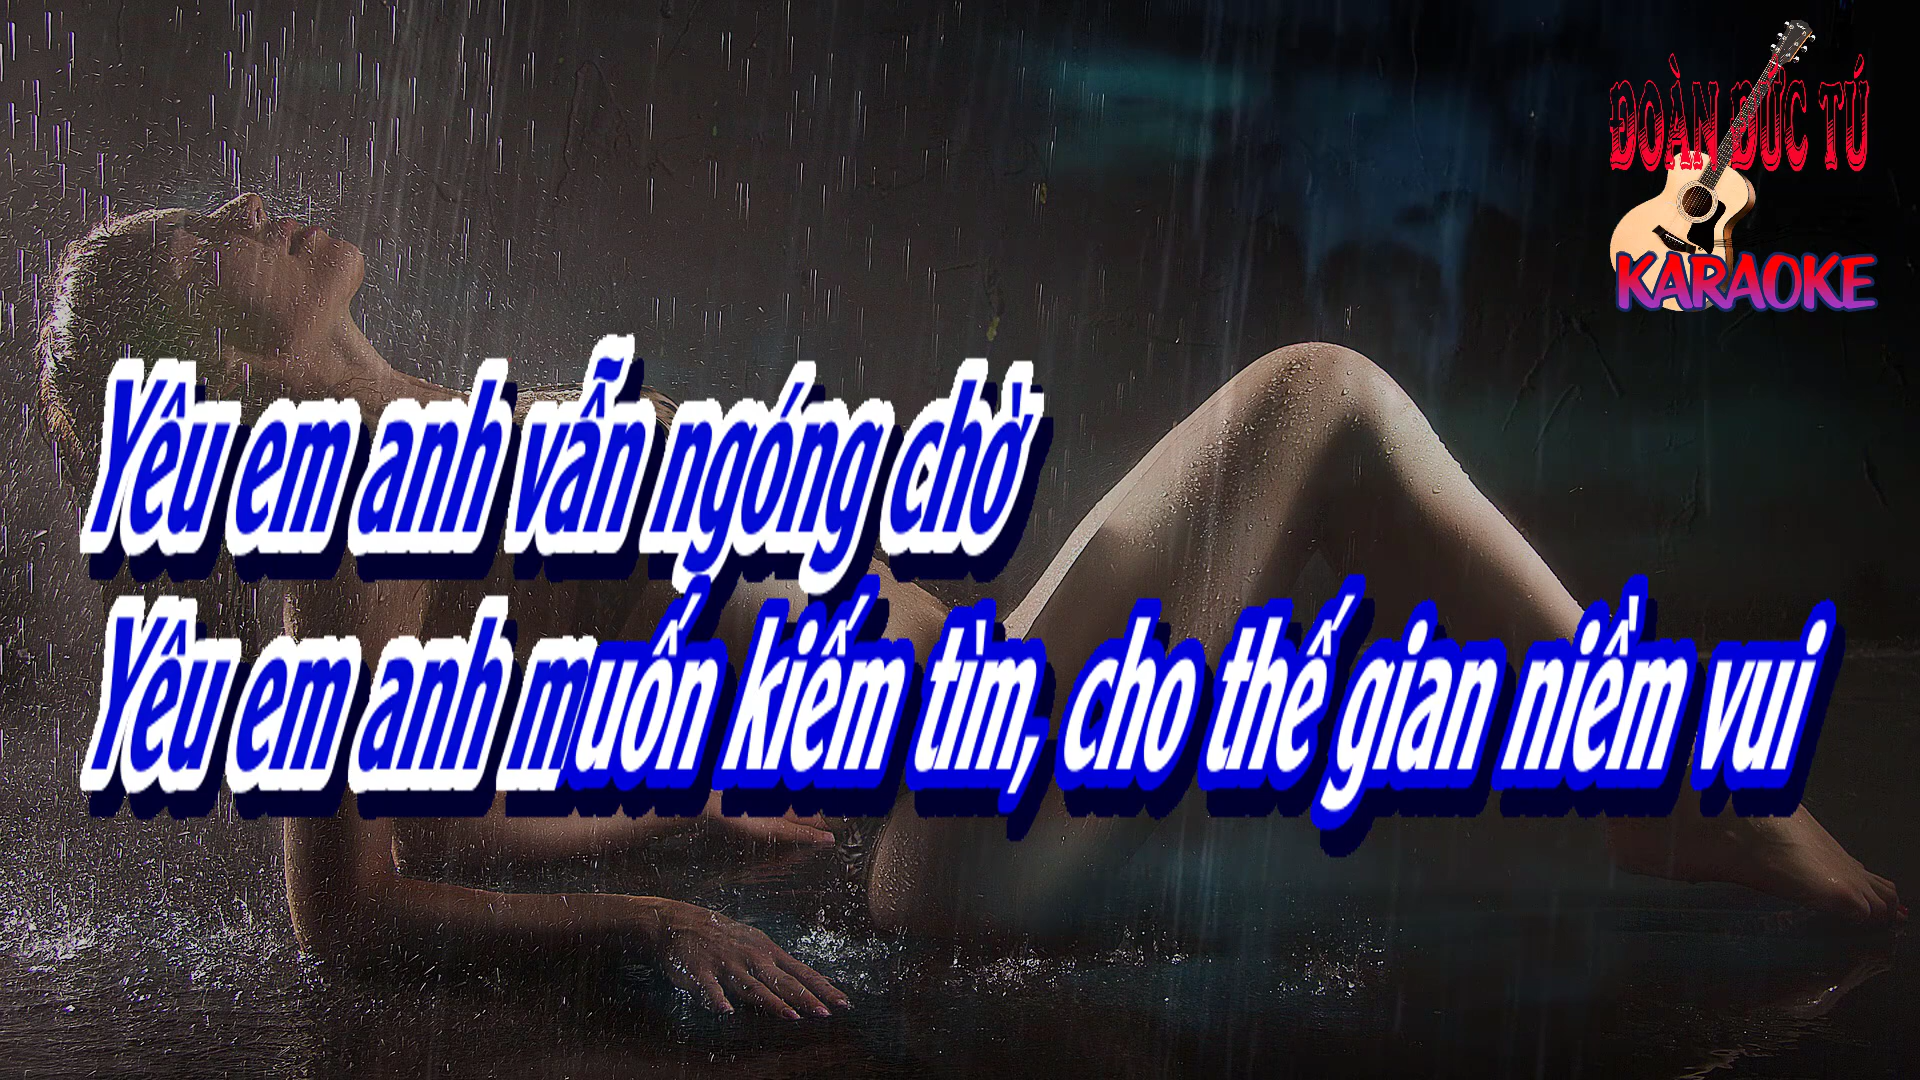 ĐOÀN ĐỨC TÚ
KARAOKE
Yêu em anh vẫn ngóng chờ
Yêu em anh muốn kiếm tìm, cho thế gian niềm vui